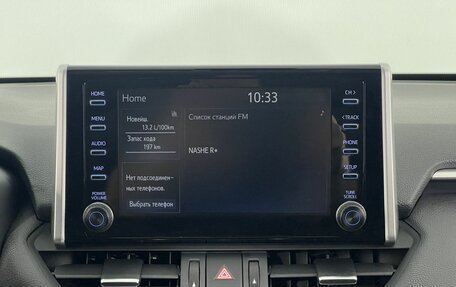 HOME
MENU
AUDIO
MAP
POWER
VOLUME
Home
10:33
Новейш.
13.2 L/100km
Запас хода
197 km
Нет подсоединен-
ных телефонов.
Выбрать телефон
Список станций FM
NASHE R+
CH >
< TRACK
PHONE
SETUP
TUNE
SCROLL